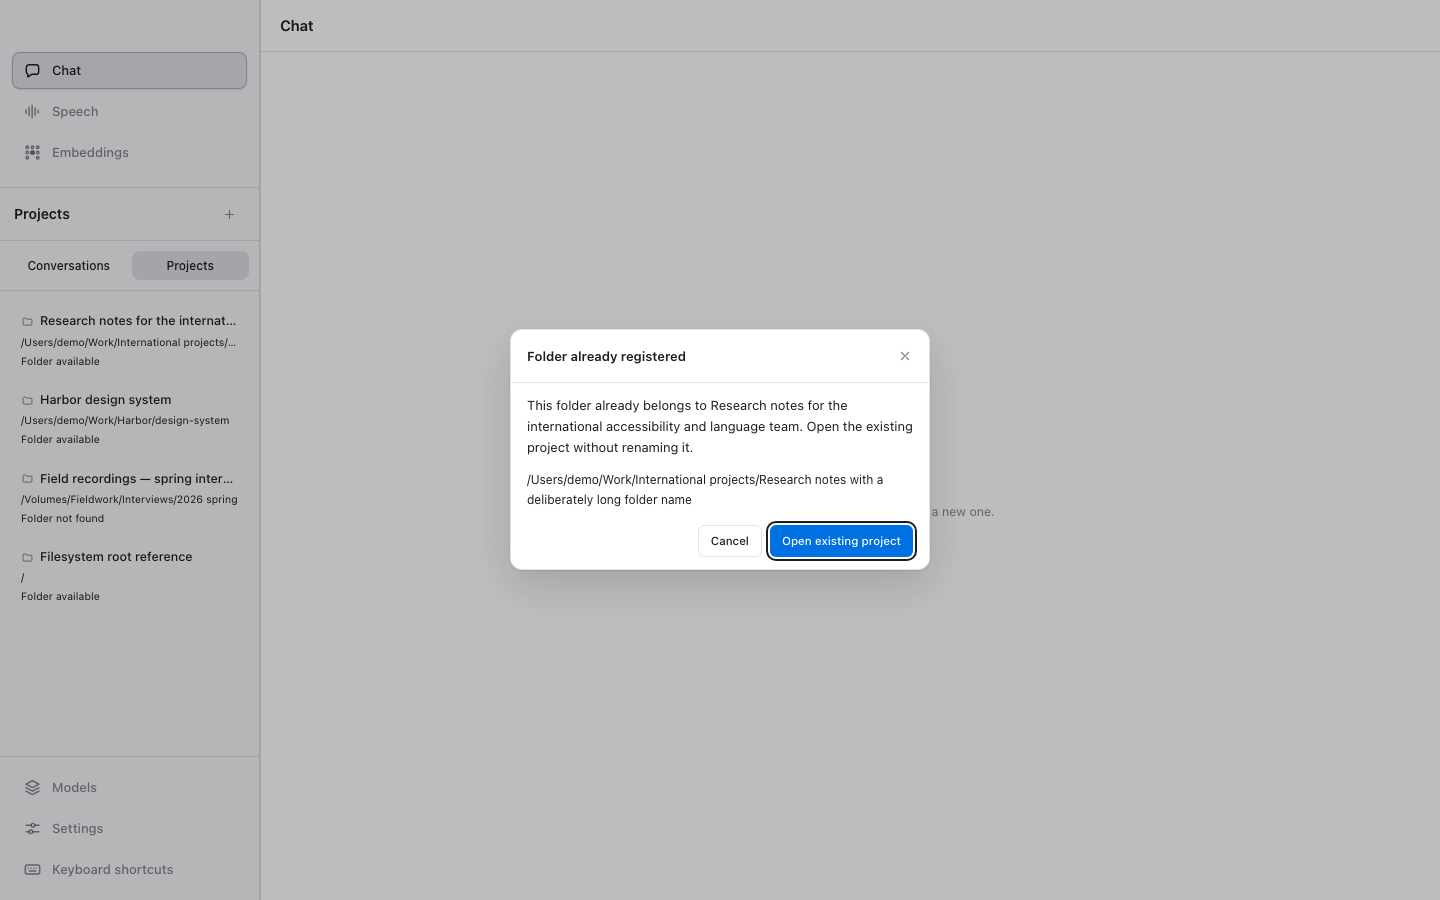 Chat
Chat
Speech
Embeddings
Projects
Conversations
Projects
Research notes for the internat...
/Users/demo/Work/International projects/...
Folder available
Harbor design system
/Users/demo/Work/Harbor/design-system
Folder available
Field recordings — spring inter...
/Volumes/Fieldwork/Interviews/2026 spring
Folder not found
Filesystem root reference
/
Folder available
Models
Settings
Keyboard shortcuts
Folder already registered
This folder already belongs to Research notes for the
international accessibility and language team. Open the existing
project without renaming it.
/Users/demo/Work/International projects/Research notes with a
deliberately long folder name
a new one.
Cancel
Open existing project